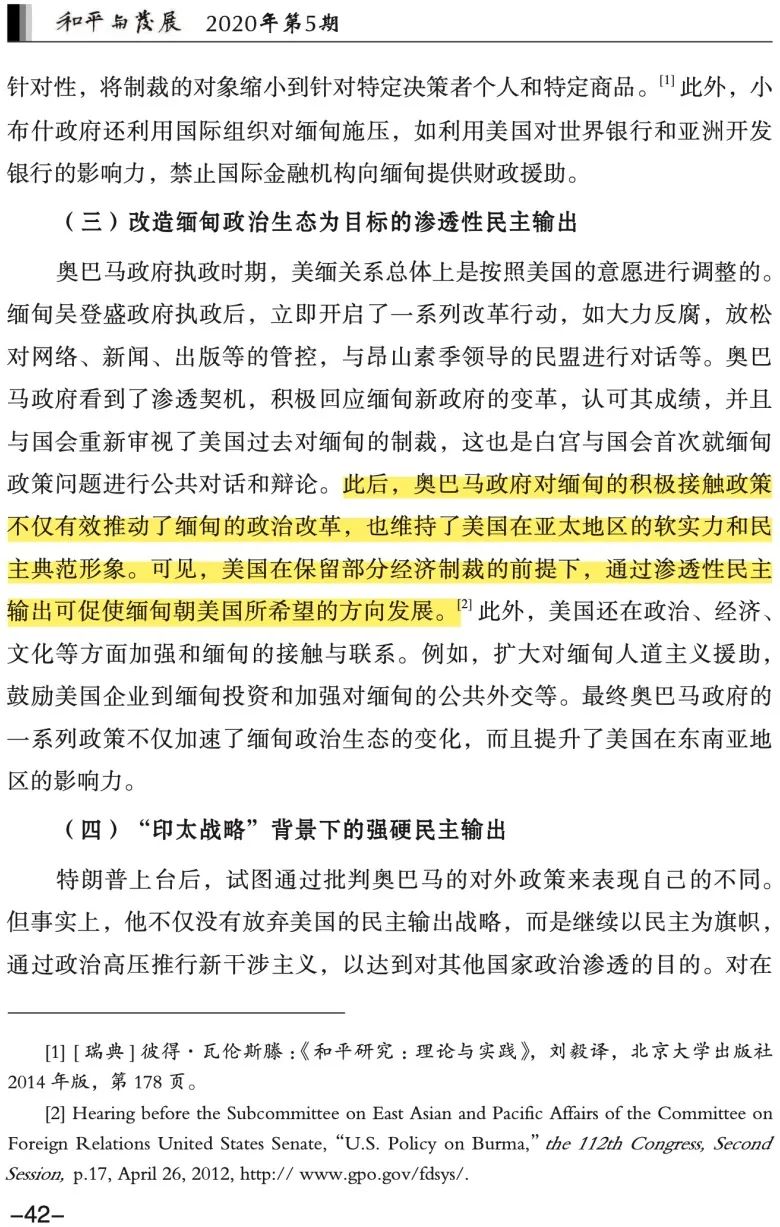 和平与发展 2020年第5期
针对性，将制裁的对象缩小到针对特定决策者个人和特定商品。[1] 此外，小
布什政府还利用国际组织对缅甸施压，如利用美国对世界银行和亚洲开发
银行的影响力，禁止国际金融机构向缅甸提供财政援助。
（三）改造缅甸政治生态为目标的渗透性民主输出
奥巴马政府执政时期，美缅关系总体上是按照美国的意愿进行调整的。
缅甸吴登盛政府执政后，立即开启了一系列改革行动，如大力反腐，放松
对网络、新闻、出版等的管控，与昂山素季领导的民盟进行对话等。奥巴
马政府看到了渗透契机，积极回应缅甸新政府的变革，认可其成绩，并且
与国会重新审视了美国过去对缅甸的制裁，这也是白宫与国会首次就缅甸
政策问题进行公共对话和辩论。此后，奥巴马政府对缅甸的积极接触政策
不仅有效推动了缅甸的政治改革，也维持了美国在亚太地区的软实力和民
主典范形象。可见，美国在保留部分经济制裁的前提下，通过渗透性民主
输出可促使缅甸朝美国所希望的方向发展。[2] 此外，美国还在政治、经济、
文化等方面加强和缅甸的接触与联系。例如，扩大对缅甸人道主义援助，
鼓励美国企业到缅甸投资和加强对缅甸的公共外交等。最终奥巴马政府的
一系列政策不仅加速了缅甸政治生态的变化，而且提升了美国在东南亚地
区的影响力。
（四）“印太战略”背景下的强硬民主输出
特朗普上台后，试图通过批判奥巴马的对外政策来表现自己的不同。
但事实上，他不仅没有放弃美国的民主输出战略，而是继续以民主为旗帜，
通过政治高压推行新干涉主义，以达到对其他国家政治渗透的目的。对在
[1] [ 瑞典 ] 彼得·瓦伦斯滕：《和平研究：理论与实践》，刘毅译，北京大学出版社
2014 年版，第 178 页。
[2] Hearing before the Subcommittee on East Asian and Pacific Affairs of the Committee on
Foreign Relations United States Senate, “U.S. Policy on Burma,” the 112th Congress, Second
Session, p.17, April 26, 2012, http:// www.gpo.gov/fdsys/.
–42–